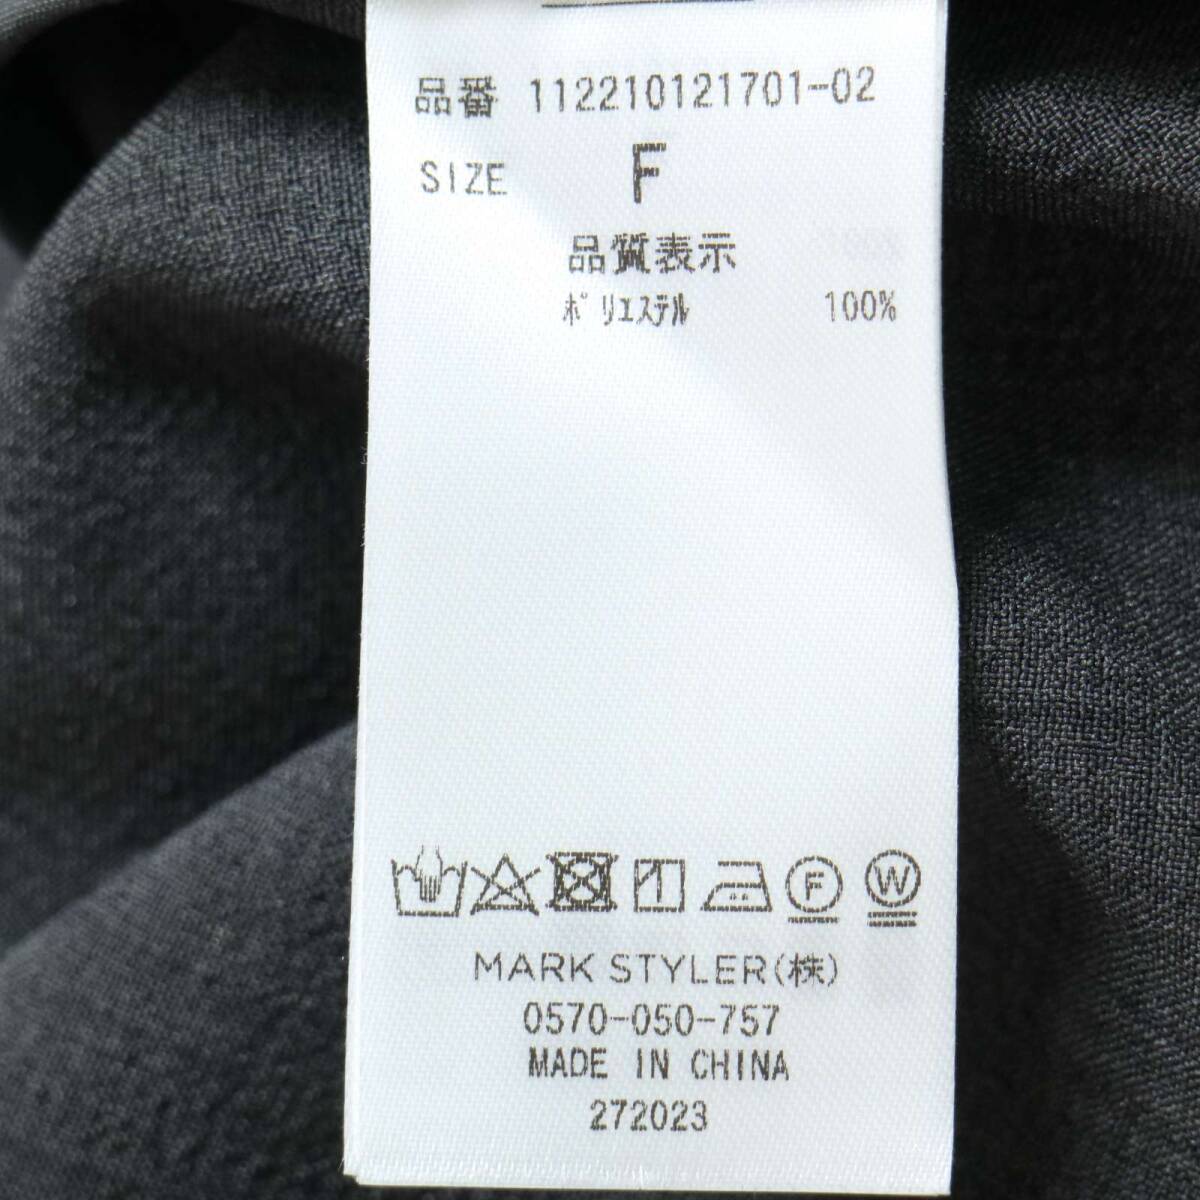 品番 112210121701-02
SIZE F
品質表示
ポリエステル 100%
F W
MARK STYLER(株)
0570-050-757
MADE IN CHINA
272023